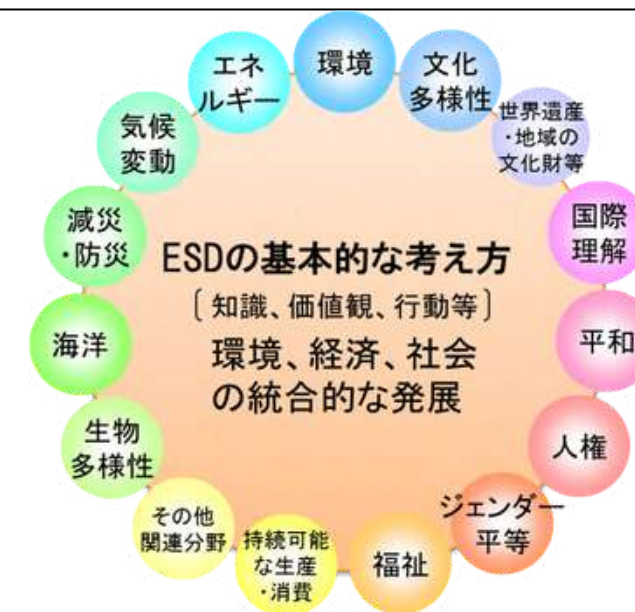 環境
文化
多様性
世界遺産
・地域の
文化財等
国際
理解
平和
人権
ジェンダー
平等
福祉
持続可能
な生産
・消費
その他
関連分野
生物
多様性
海洋
減災
・防災
気候
変動
エネ
ルギー
ESDの基本的な考え方
[知識、価値観、行動等]
環境、経済、社会
の統合的な発展